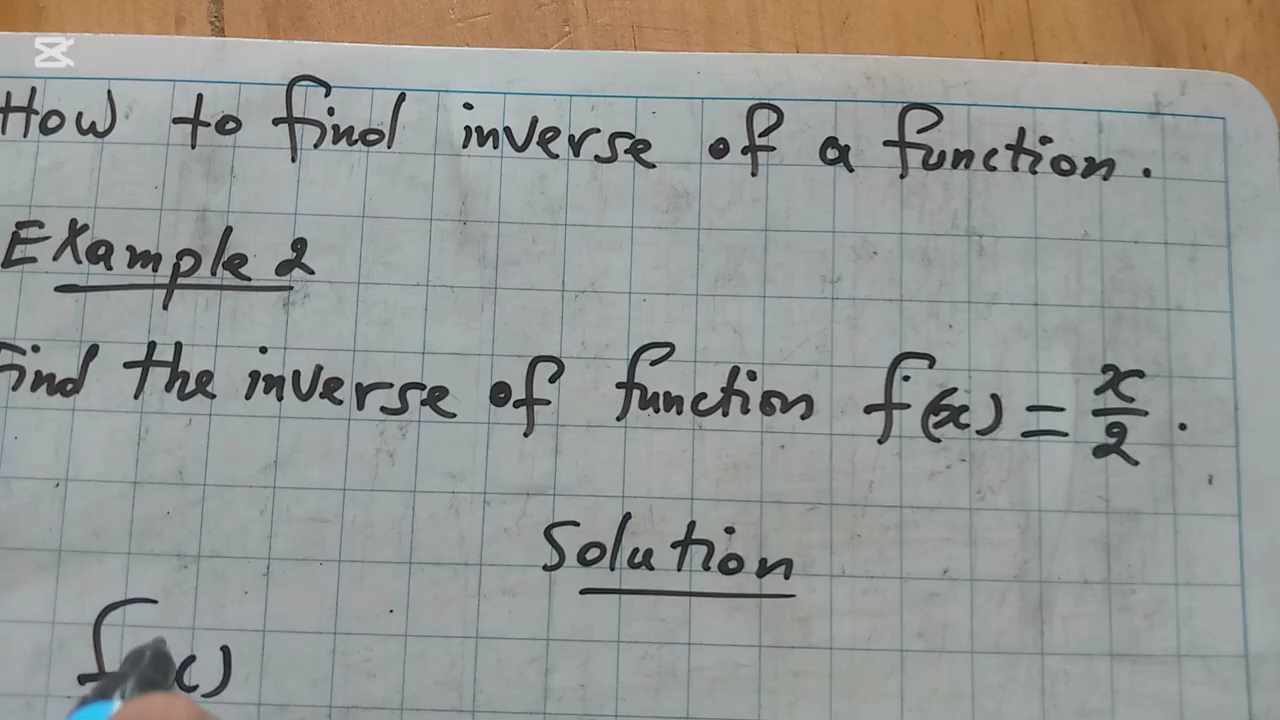 How to find inverse of a function.
Example 2
Find the inverse of function f(x) = x/2.
Solution
f